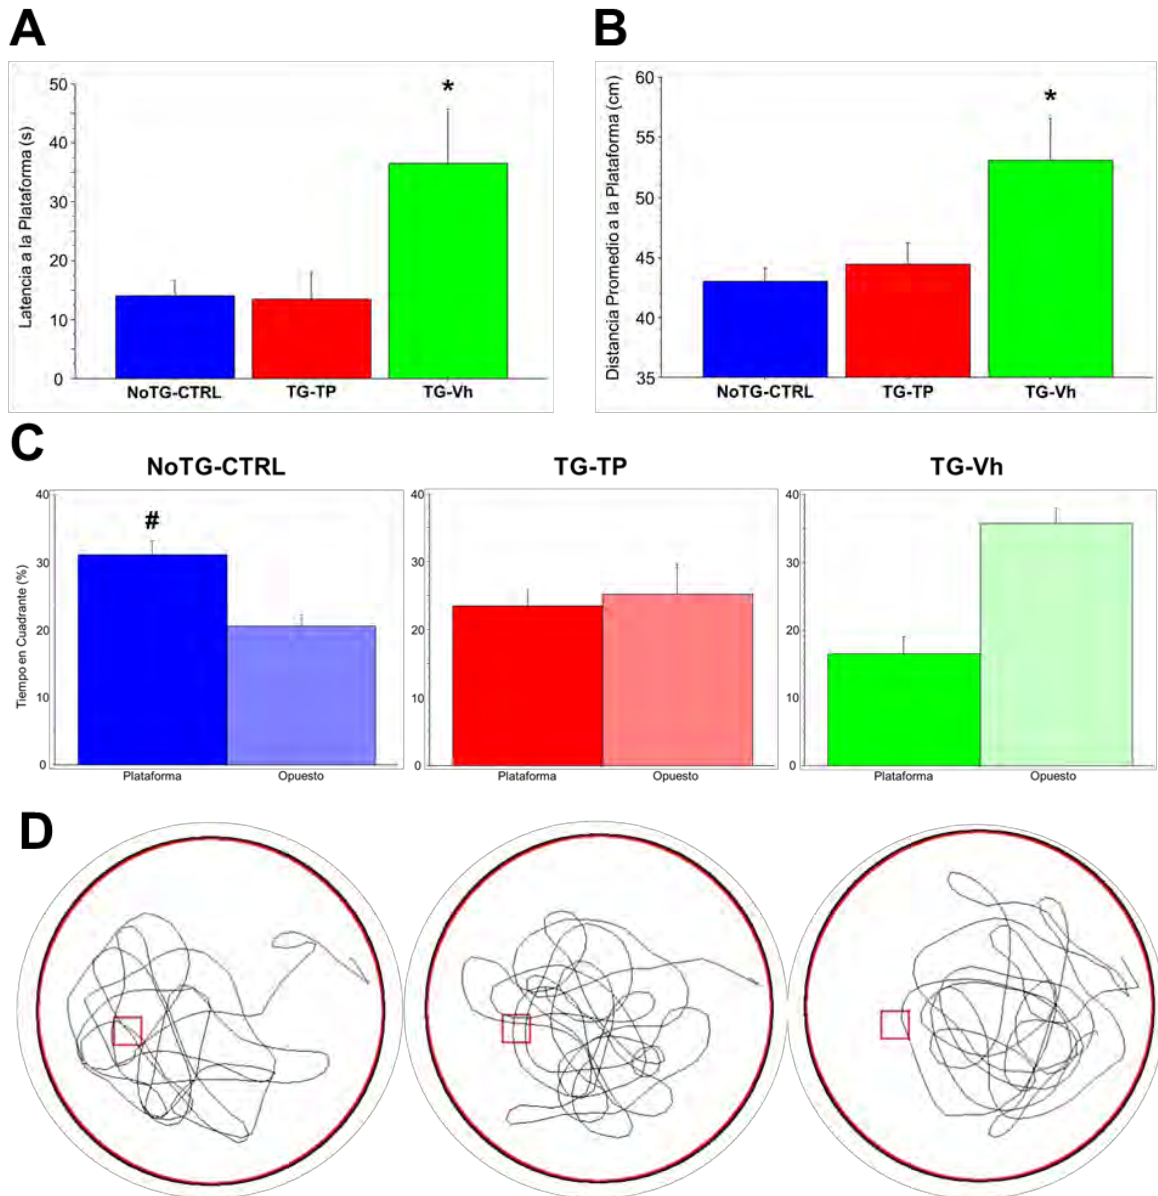 A
Latencia a la Plataforma (s)
50
40
30
20
10
0
*
NoTG-CTRL TG-TP TG-Vh
B
Distancia Promedio a la Plataforma (cm)
60
55
50
45
40
35
*
NoTG-CTRL TG-TP TG-Vh
C
NoTG-CTRL
Tiempo en Cuadrante (%)
40
30
20
10
0
#
Plataforma Opuesto
TG-TP
40
30
20
10
0
Plataforma Opuesto
TG-Vh
40
30
20
10
0
Plataforma Opuesto
D